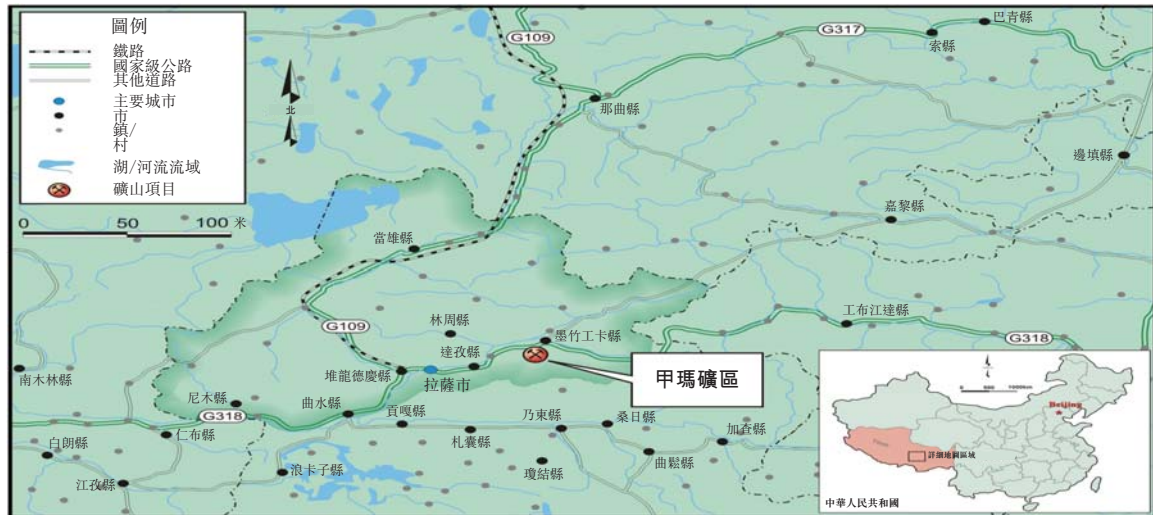 圖例
鐵路
國家級公路
其他道路
主要城市
市
鎮/
村
湖/河流流域
礦山項目
0 50 100 米
北
G109
G317
巴青縣
索縣
那曲縣
邊填縣
嘉黎縣
當雄縣
G109
林周縣
墨竹工卡縣
工布江達縣
G318
達孜縣
堆龍德慶縣
拉薩市
甲瑪礦區
南木林縣
尼木縣
曲水縣
貢嘎縣
乃東縣
桑日縣
G318
仁布縣
札囊縣
加查縣
白朗縣
浪卡子縣
瓊結縣
曲鬆縣
江孜縣
Beijing
詳細地圖區域
中華人民共和國